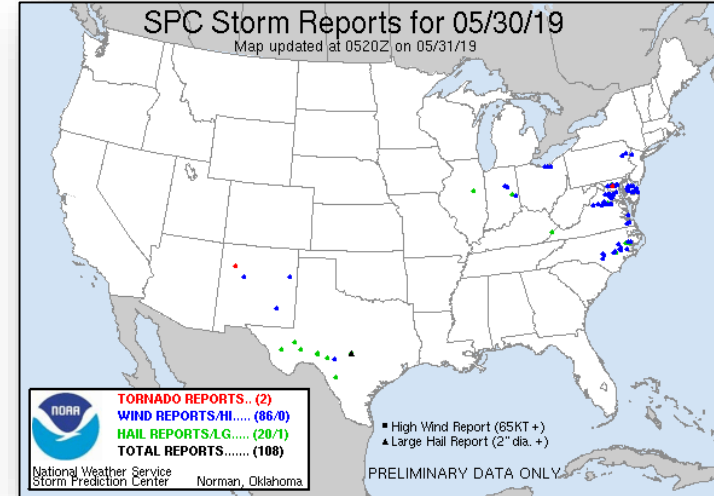 SPC Storm Reports for 05/30/19
Map updated at 0520Z on 05/31/19
NOAA
TORNADO REPORTS.. (2)
WIND REPORTS/HI..... (86/0)
HAIL REPORTS/LG..... (20/1)
TOTAL REPORTS....... (108)
National Weather Service
Storm Prediction Center Norman, Oklahoma
High Wind Report (65KT +)
Large Hail Report (2" dia. +)
PRELIMINARY DATA ONLY